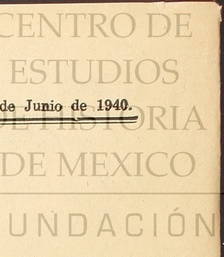 CENTRO DE
ESTUDIOS
de Junio de 1940.
DE HISTORIA
DE MEXICO
FUNDACIÓN